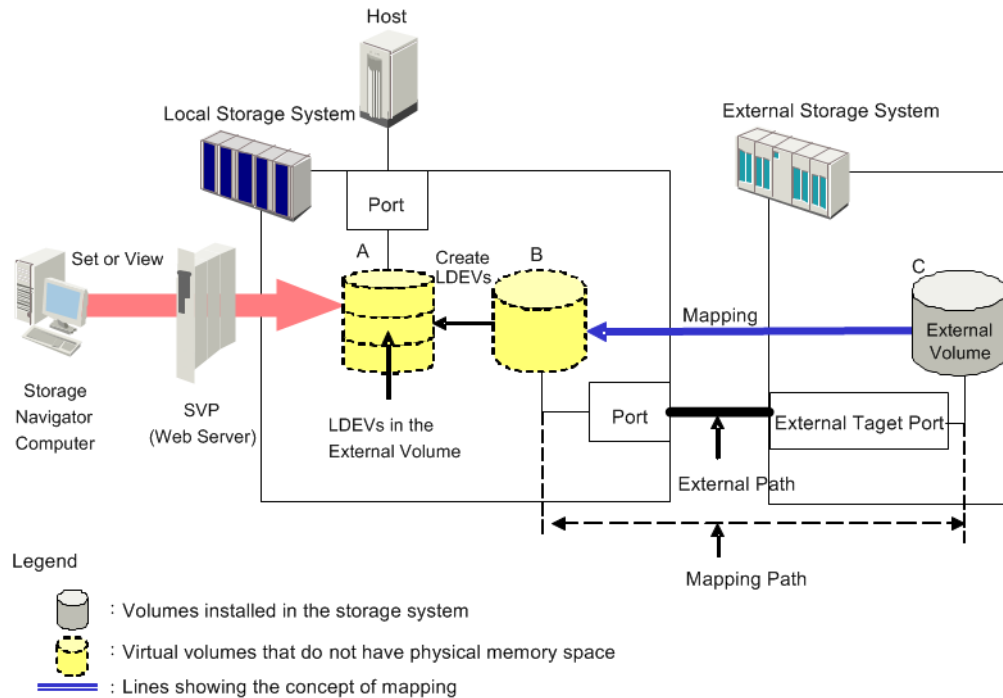 Host
Local Storage System
External Storage System
Port
A
Create
LDEVs
B
C
Set or View
Mapping
External
Volume
Storage
Navigator
Computer
SVP
(Web Server)
LDEVs in the
External Volume
Port
External Taget Port
External Path
Mapping Path
Legend
: Volumes installed in the storage system
: Virtual volumes that do not have physical memory space
: Lines showing the concept of mapping